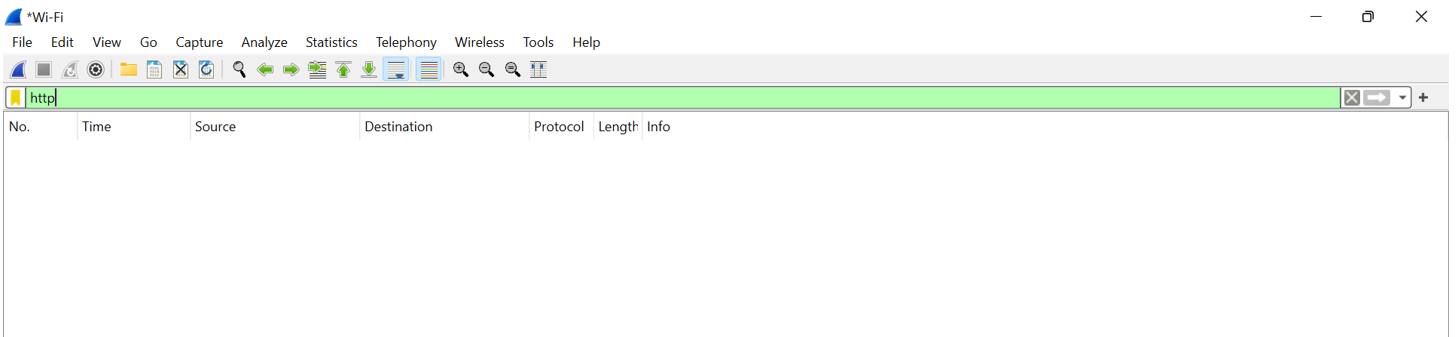 *Wi-Fi
File Edit View Go Capture Analyze Statistics Telephony Wireless Tools Help
http
No. Time Source Destination Protocol Length Info